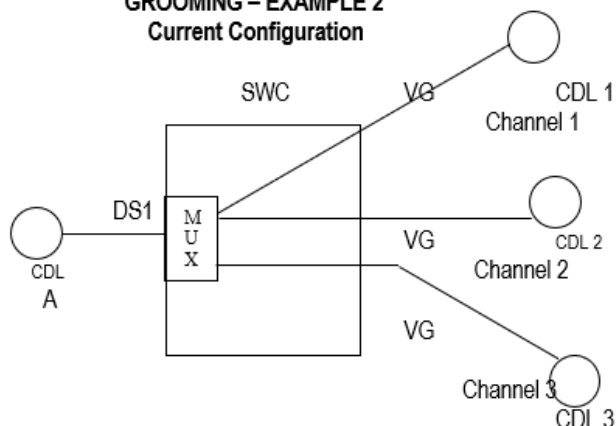 GROOMING – EXAMPLE 2
Current Configuration
SWC
VG
CDL 1
Channel 1
DS1
M
U
X
CDL
A
VG
CDL 2
Channel 2
VG
Channel 3
CDL 3